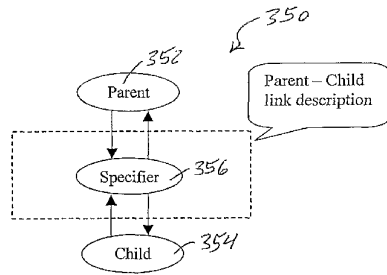 350
352
Parent
Parent – Child
link description
Specifier
356
Child
354